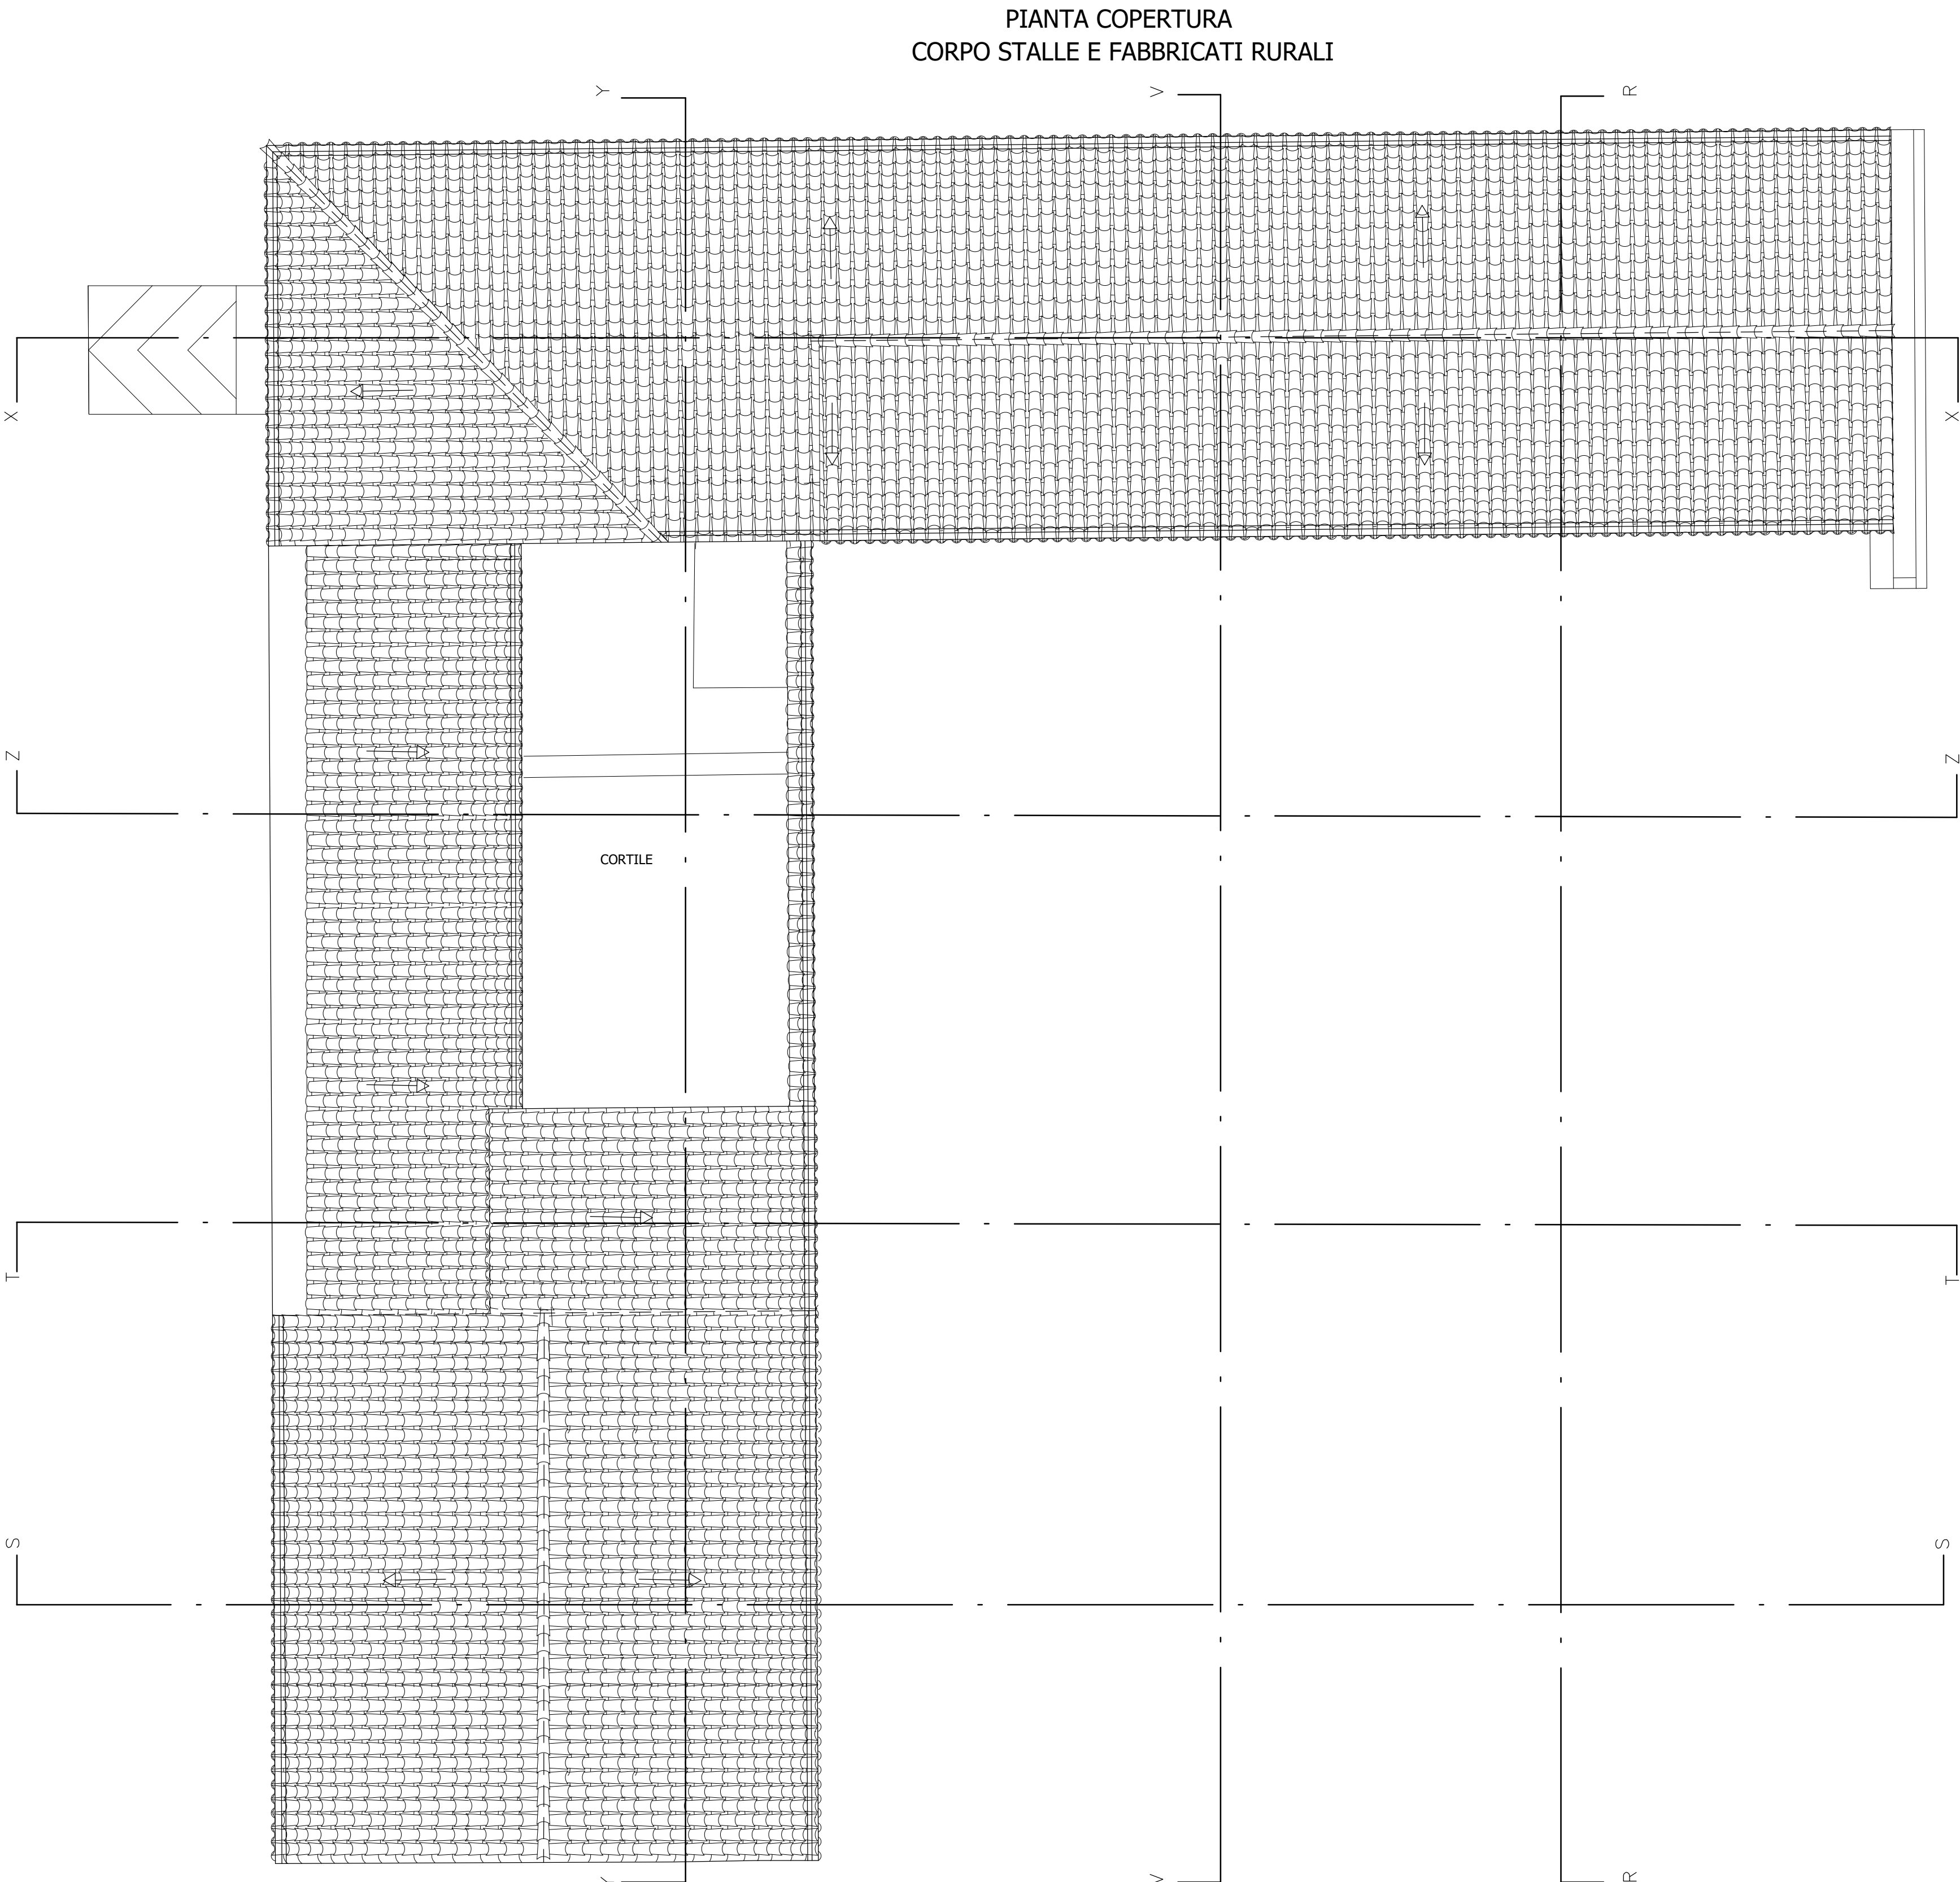 PIANTA COPERTURA
CORPO STALLE E FABBRICATI RURALI
Y
V
R
X
X
Z
Z
CORTILE
T
T
S
S
Y
V
R